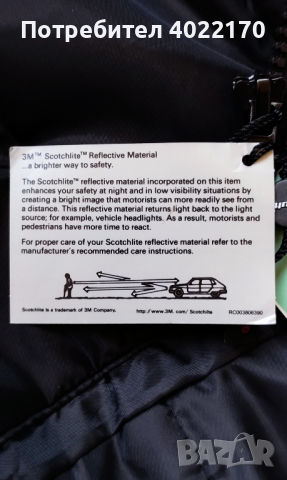 Потребител 4022170
3M™ Scotchlite™ Reflective Material
...a brighter way to safety.
The Scotchlite™ reflective material incorporated on this item
enhances your safety at night and in low visibility situations by
creating a bright image that motorists can more readily see from
a distance. This material returns light back to the light
source; for example, vehicle headlights. As a result, motorists and
pedestrians have more time to react.
For proper care of your Scotchlite reflective material refer to the
manufacturer's recommended care instructions.
Scotchlite is a trademark of 3M Company. http://www.3M. com/ Scotchlite RC003808390
BAZAR